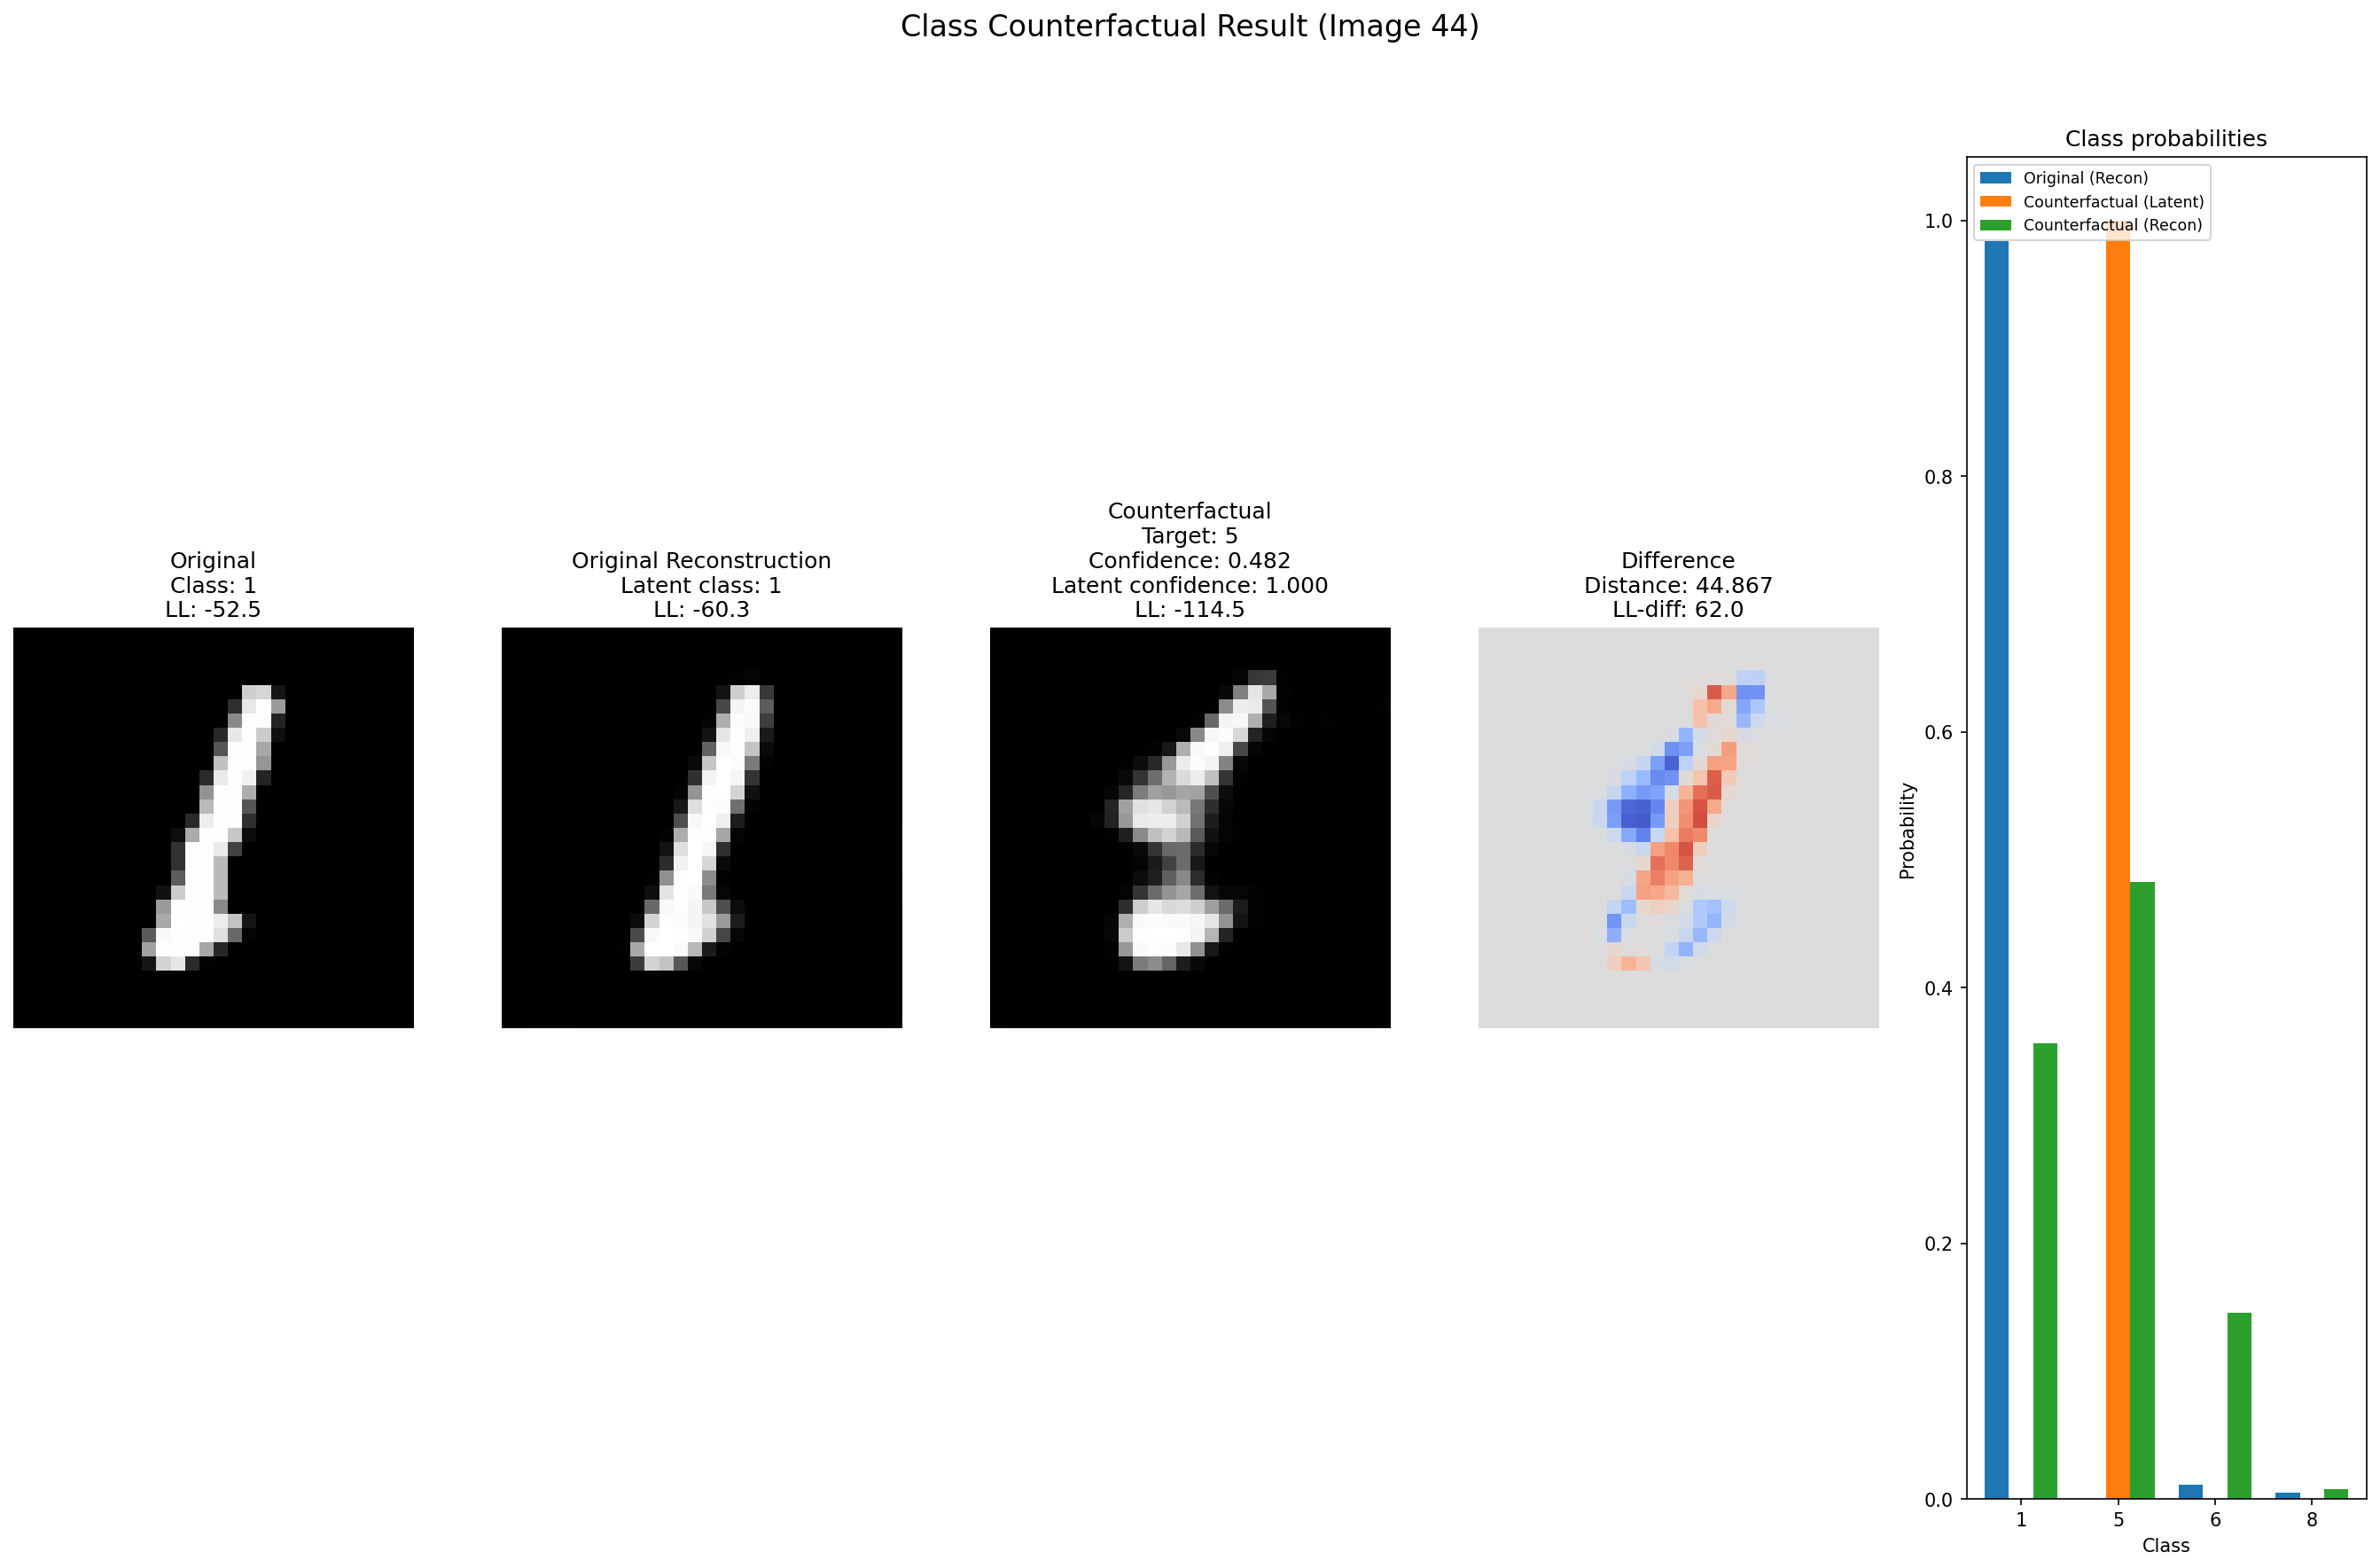 Class Counterfactual Result (Image 44)
Original
Class: 1
LL: -52.5
Original Reconstruction
Latent class: 1
LL: -60.3
Counterfactual
Target: 5
Confidence: 0.482
Latent confidence: 1.000
LL: -114.5
Difference
Distance: 44.867
LL-diff: 62.0
Class probabilities
Original (Recon)
Counterfactual (Latent)
Counterfactual (Recon)
1.0
0.8
0.6
0.4
0.2
0.0
Probability
1 5 6 8
Class